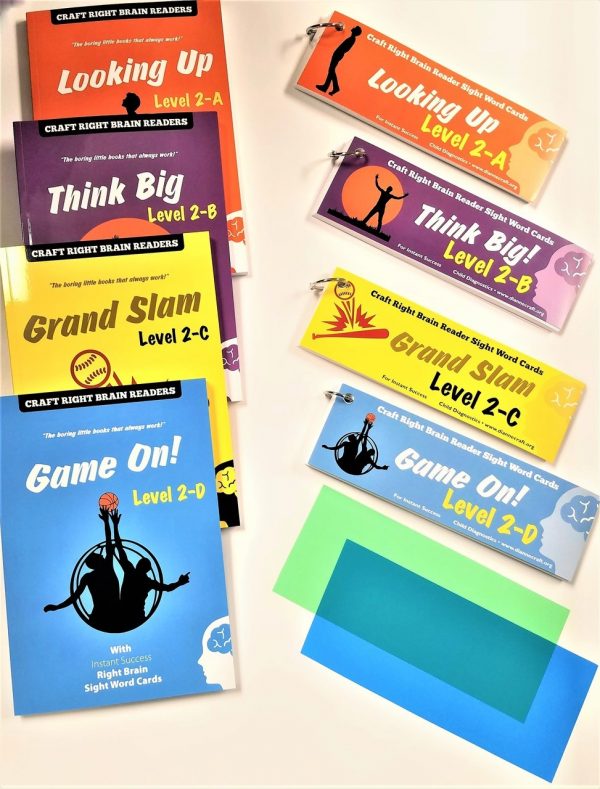 CRAFT RIGHT BRAIN READERS
"The boring little books that always work!"
Looking Up
Level 2-A
CRAFT RIGHT BRAIN READERS
"The boring little books that always work!"
Think Big
Level 2-B
CRAFT RIGHT BRAIN READERS
"The boring little books that always work!"
Grand Slam
Level 2-C
CRAFT RIGHT BRAIN READERS
"The boring little books that always work!"
Game On!
Level 2-D
With
Instant Success
Right Brain
Sight Word Cards
Craft Right Brain Reader Sight Word Cards
Looking Up
Level 2-A
For Instant Success Child Diagnostics • www.diannecraft.org
Craft Right Brain Reader Sight Word Cards
Think Big!
Level 2-B
For Instant Success Child Diagnostics • www.diannecraft.org
Craft Right Brain Reader Sight Word Cards
Grand Slam
Level 2-C
For Instant Success Child Diagnostics • www.diannecraft.org
Craft Right Brain Reader Sight Word Cards
Game On!
Level 2-D
For Instant Success Child Diagnostics • www.diannecraft.org